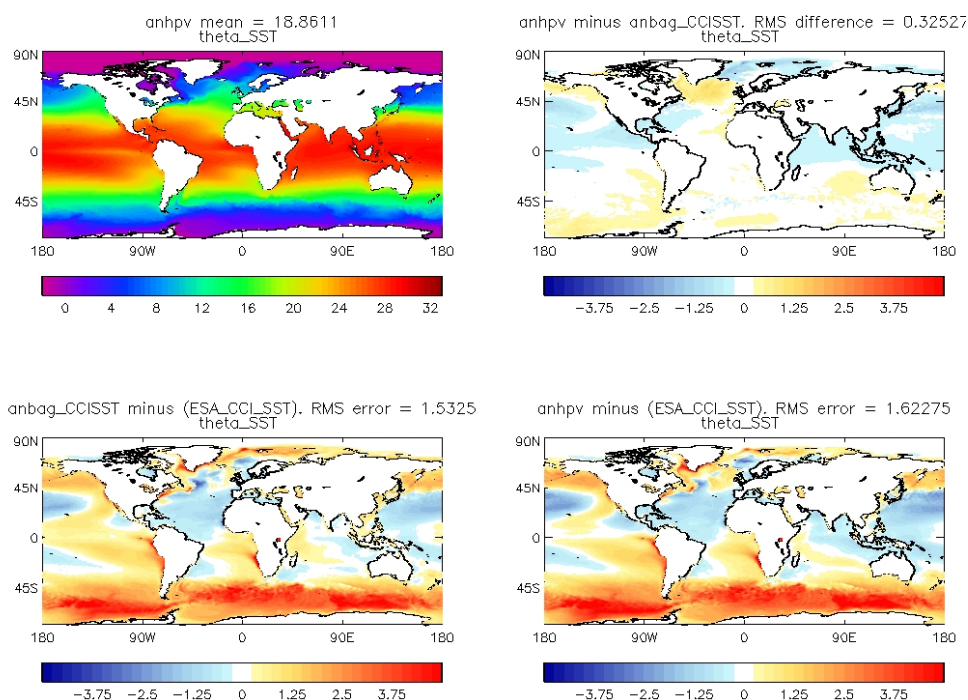 anhpv mean = 18.8611
theta_SST
90N
45N
0
45S
180 90W 0 90E 180
0 4 8 12 16 20 24 28 32
anhpv minus anbag_CCISST. RMS difference = 0.32527
theta_SST
90N
45N
0
45S
180 90W 0 90E 180
−3.75 −2.5 −1.25 0 1.25 2.5 3.75
anbag_CCISST minus (ESA_CCI_SST). RMS error = 1.5325
theta_SST
90N
45N
0
45S
180 90W 0 90E 180
−3.75 −2.5 −1.25 0 1.25 2.5 3.75
anhpv minus (ESA_CCI_SST). RMS error = 1.62275
theta_SST
90N
45N
0
45S
180 90W 0 90E 180
−3.75 −2.5 −1.25 0 1.25 2.5 3.75